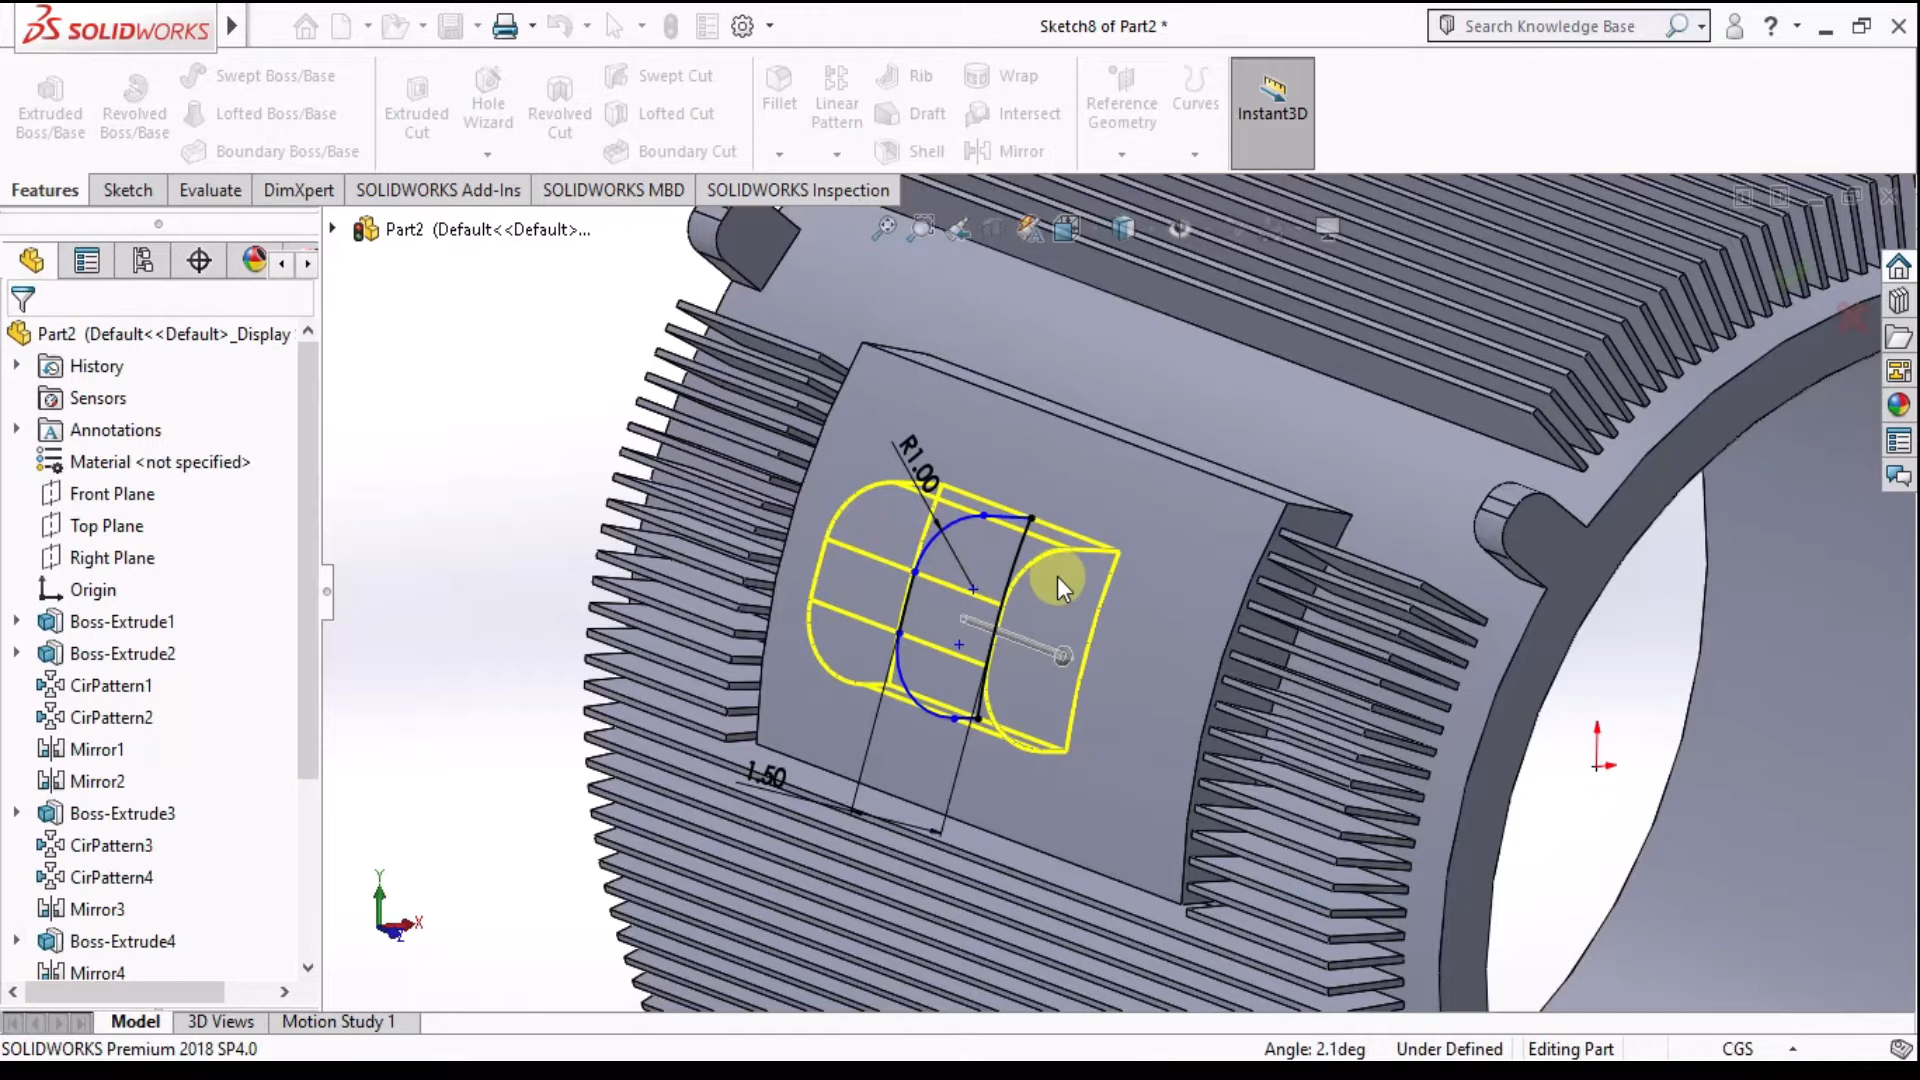 SOLIDWORKS
Sketch8 of Part2 *
Search Knowledge Base
?
Extruded Boss/Base
Revolved Boss/Base
Swept Boss/Base
Lofted Boss/Base
Boundary Boss/Base
Extruded Cut
Hole Wizard
Revolved Cut
Swept Cut
Lofted Cut
Boundary Cut
Fillet
Linear Pattern
Rib
Draft
Shell
Wrap
Intersect
Mirror
Reference Geometry
Curves
Instant3D
Features
Sketch
Evaluate
DimXpert
SOLIDWORKS Add-Ins
SOLIDWORKS MBD
SOLIDWORKS Inspection
Part2 (Default<<Default>...
Part2 (Default<<Default>_Display
History
Sensors
Annotations
Material <not specified>
Front Plane
Top Plane
Right Plane
Origin
Boss-Extrude1
Boss-Extrude2
CirPattern1
CirPattern2
Mirror1
Mirror2
Boss-Extrude3
CirPattern3
CirPattern4
Mirror3
Boss-Extrude4
Mirror4
R1.00
1.50
Y
X
Z
Model
3D Views
Motion Study 1
SOLIDWORKS Premium 2018 SP4.0
Angle: 2.1deg
Under Defined
Editing Part
CGS